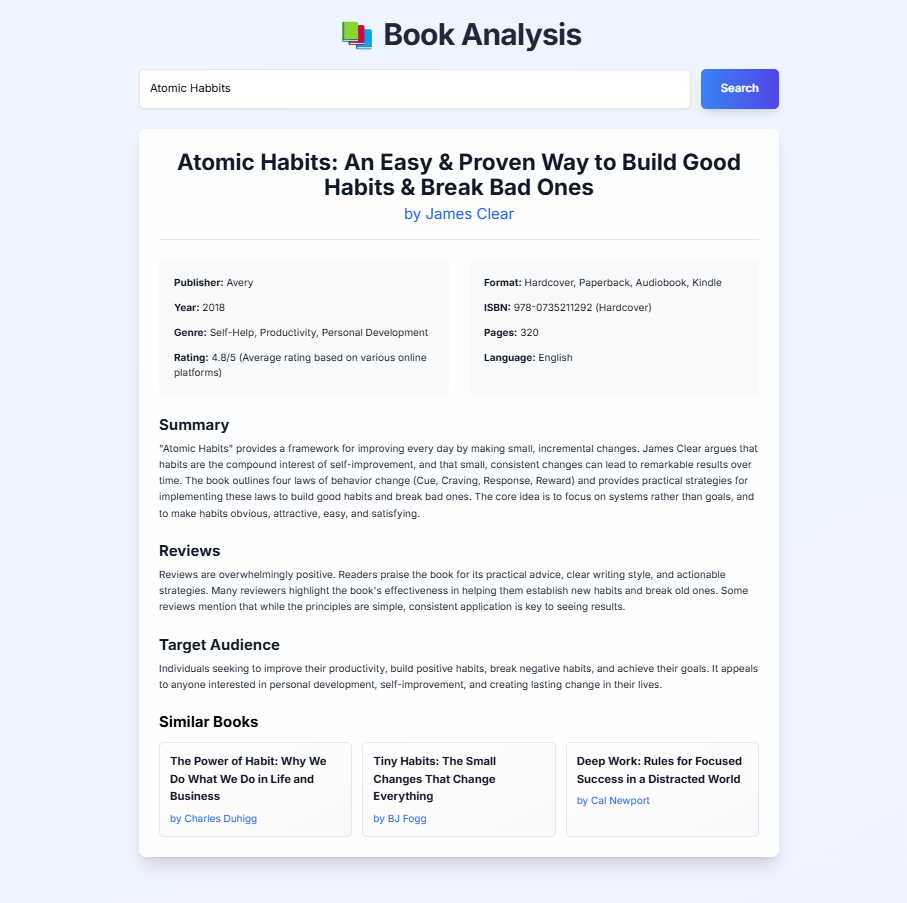 Book Analysis
Atomic Habbits
Search
Atomic Habits: An Easy & Proven Way to Build Good
Habits & Break Bad Ones
by James Clear
Publisher: Avery
Year: 2018
Genre: Self-Help, Productivity, Personal Development
Rating: 4.8/5 (Average rating based on various online
platforms)
Format: Hardcover, Paperback, Audiobook, Kindle
ISBN: 978-0735211292 (Hardcover)
Pages: 320
Language: English
Summary
"Atomic Habits" provides a framework for improving every day by making small, incremental changes. James Clear argues that
habits are the compound interest of self-improvement, and that small, consistent changes can lead to remarkable results over
time. The book outlines four laws of behavior change (Cue, Craving, Response, Reward) and provides practical strategies for
implementing these laws to build good habits and break bad ones. The core idea is to focus on systems rather than goals, and
to make habits obvious, attractive, easy, and satisfying.
Reviews
Reviews are overwhelmingly positive. Readers praise the book for its practical advice, clear writing style, and actionable
strategies. Many reviewers highlight the book's effectiveness in helping them establish new habits and break old ones. Some
reviews mention that while the principles are simple, consistent application is key to seeing results.
Target Audience
Individuals seeking to improve their productivity, build positive habits, break negative habits, and achieve their goals. It appeals
to anyone interested in personal development, self-improvement, and creating lasting change in their lives.
Similar Books
The Power of Habit: Why We
Do What We Do in Life and
Business
by Charles Duhigg
Tiny Habits: The Small
Changes That Change
Everything
by BJ Fogg
Deep Work: Rules for Focused
Success in a Distracted World
by Cal Newport